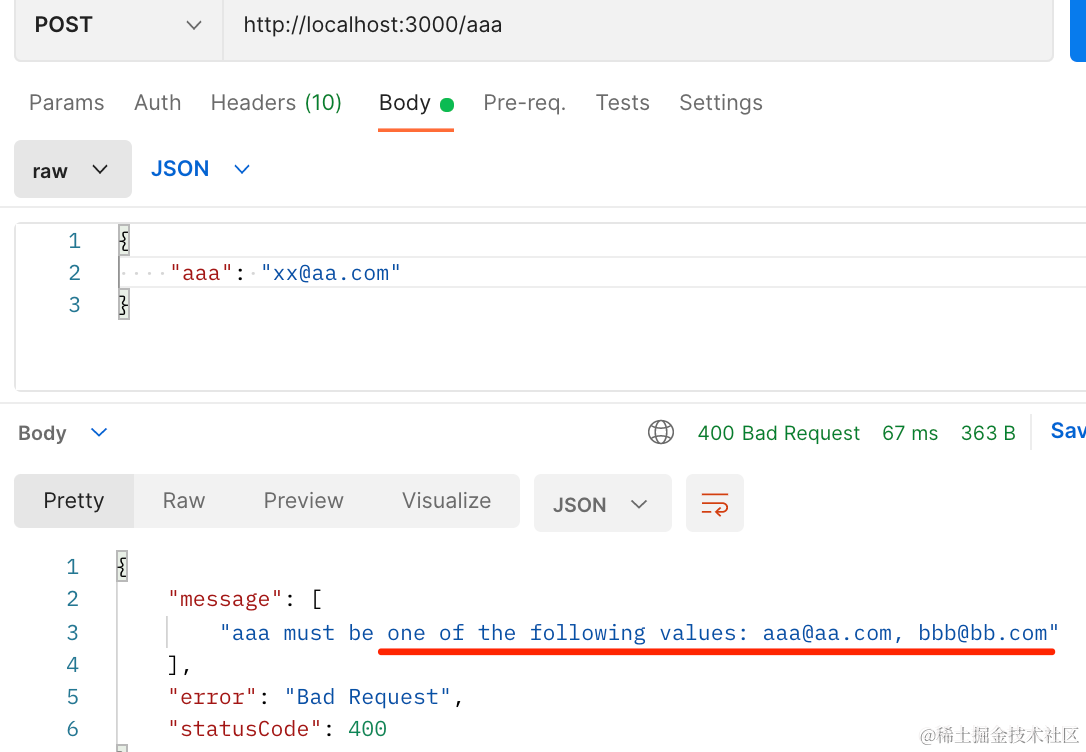 POST http://localhost:3000/aaa
Params Auth Headers (10) Body Pre-req. Tests Settings
raw JSON
1 {
2 ····"aaa":·"xx@aa.com"
3 }
Body 400 Bad Request 67 ms 363 B Sav
Pretty Raw Preview Visualize JSON
1 {
2 "message": [
3 "aaa must be one of the following values: aaa@aa.com, bbb@bb.com"
4 ],
5 "error": "Bad Request",
6 "statusCode": 400
@稀土掘金技术社区